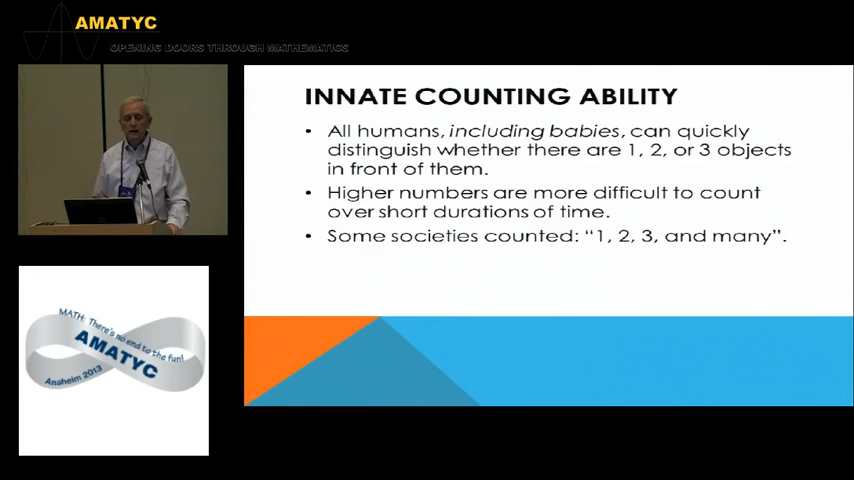 AMATYC
OPENING DOORS THROUGH MATHEMATICS
INNATE COUNTING ABILITY
• All humans, including babies, can quickly
distinguish whether there are 1, 2, or 3 objects
in front of them.
• Higher numbers are more difficult to count
over short durations of time.
• Some societies counted: “1, 2, 3, and many”.
MATH: There's no end to the fun!
AMATYC
Anaheim 2013